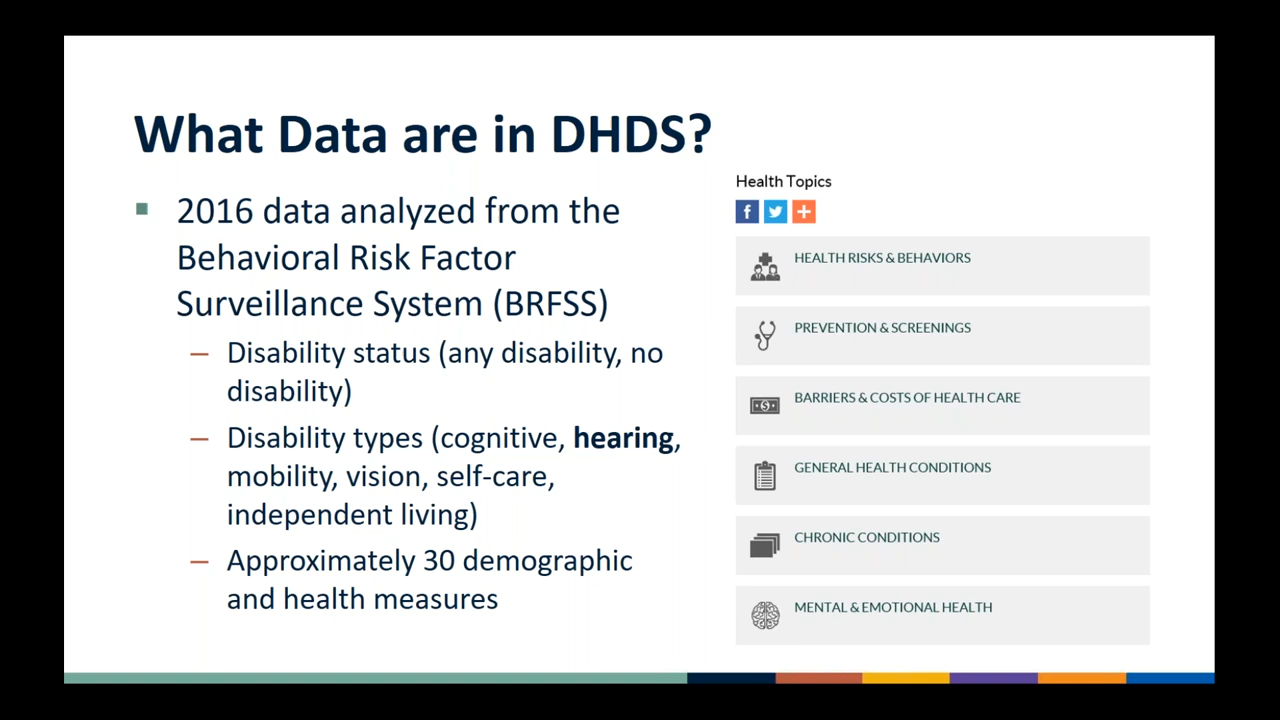 What Data are in DHDS?
2016 data analyzed from the
Behavioral Risk Factor
Surveillance System (BRFSS)
– Disability status (any disability, no
disability)
– Disability types (cognitive, hearing,
mobility, vision, self-care,
independent living)
– Approximately 30 demographic
and health measures
Health Topics
HEALTH RISKS & BEHAVIORS
PREVENTION & SCREENINGS
BARRIERS & COSTS OF HEALTH CARE
GENERAL HEALTH CONDITIONS
CHRONIC CONDITIONS
MENTAL & EMOTIONAL HEALTH